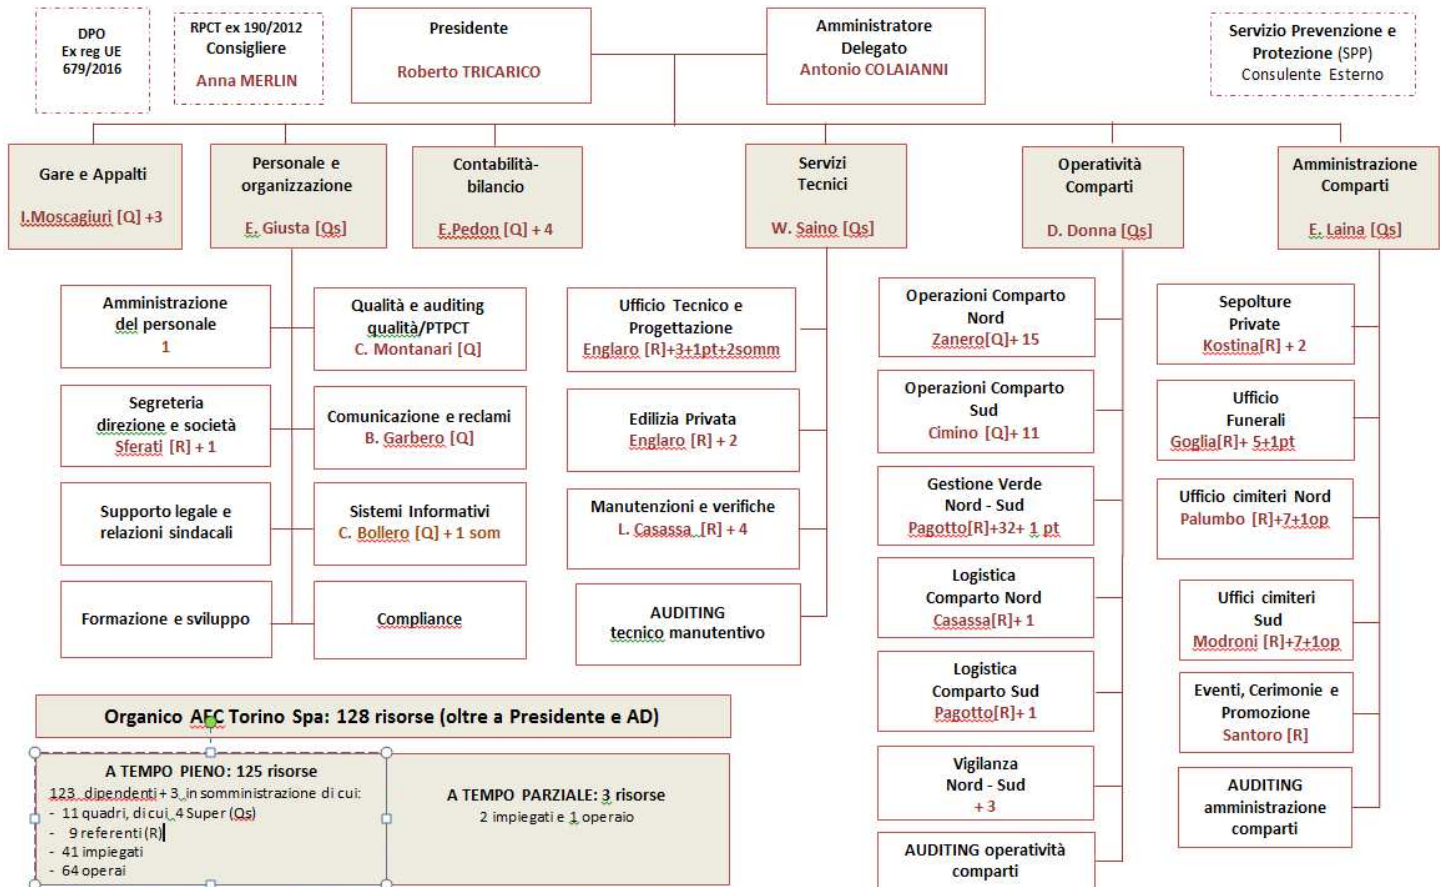 DPO
Ex reg UE
679/2016
RPCT ex 190/2012
Consigliere
Anna MERLIN
Presidente
Roberto TRICARICO
Amministratore
Delegato
Antonio COLAIANNI
Servizio Prevenzione e
Protezione (SPP)
Consulente Esterno
Gare e Appalti
I.Moscagiuri [Q] +3
Personale e
organizzazione
E. Giusta [Qs]
Contabilità-
bilancio
E.Pedon [Q] + 4
Servizi
Tecnici
W. Saino [Qs]
Operatività
Comparti
D. Donna [Qs]
Amministrazione
Comparti
E. Laina [Qs]
Amministrazione
del personale
1
Segreteria
direzione e società
Sferati [R] + 1
Supporto legale e
relazioni sindacali
Formazione e sviluppo
Qualità e auditing
qualità/PTPCT
C. Montanari [Q]
Comunicazione e reclami
B. Garbero [Q]
Sistemi Informativi
C. Bollero [Q] + 1 som
Compliance
Ufficio Tecnico e
Progettazione
Englaro [R]+3+1pt+2somm
Edilizia Privata
Englaro [R] + 2
Manutenzioni e verifiche
L. Casassa [R] + 4
AUDITING
tecnico manutentivo
Operazioni Comparto
Nord
Zanero[Q]+ 15
Operazioni Comparto
Sud
Cimino [Q]+ 11
Gestione Verde
Nord - Sud
Pagotto[R]+32+ 1 pt
Logistica
Comparto Nord
Casassa[R]+ 1
Logistica
Comparto Sud
Pagotto[R]+ 1
Vigilanza
Nord - Sud
+ 3
AUDITING operatività
comparti
Sepolture
Private
Kostina[R] + 2
Ufficio
Funerali
Goglia[R]+ 5+1pt
Ufficio cimiteri Nord
Palumbo [R]+7+1op
Uffici cimiteri
Sud
Modroni [R]+7+1op
Eventi, Cerimonie e
Promozione
Santoro [R]
AUDITING
amministrazione
comparti
Organico AFC Torino Spa: 128 risorse (oltre a Presidente e AD)
A TEMPO PIENO: 125 risorse
123 dipendenti + 3 in somministrazione di cui:
- 11 quadri, di cui 4 Super (Qs)
- 9 referenti (R)
- 41 impiegati
- 64 operai
A TEMPO PARZIALE: 3 risorse
2 impiegati e 1 operaio